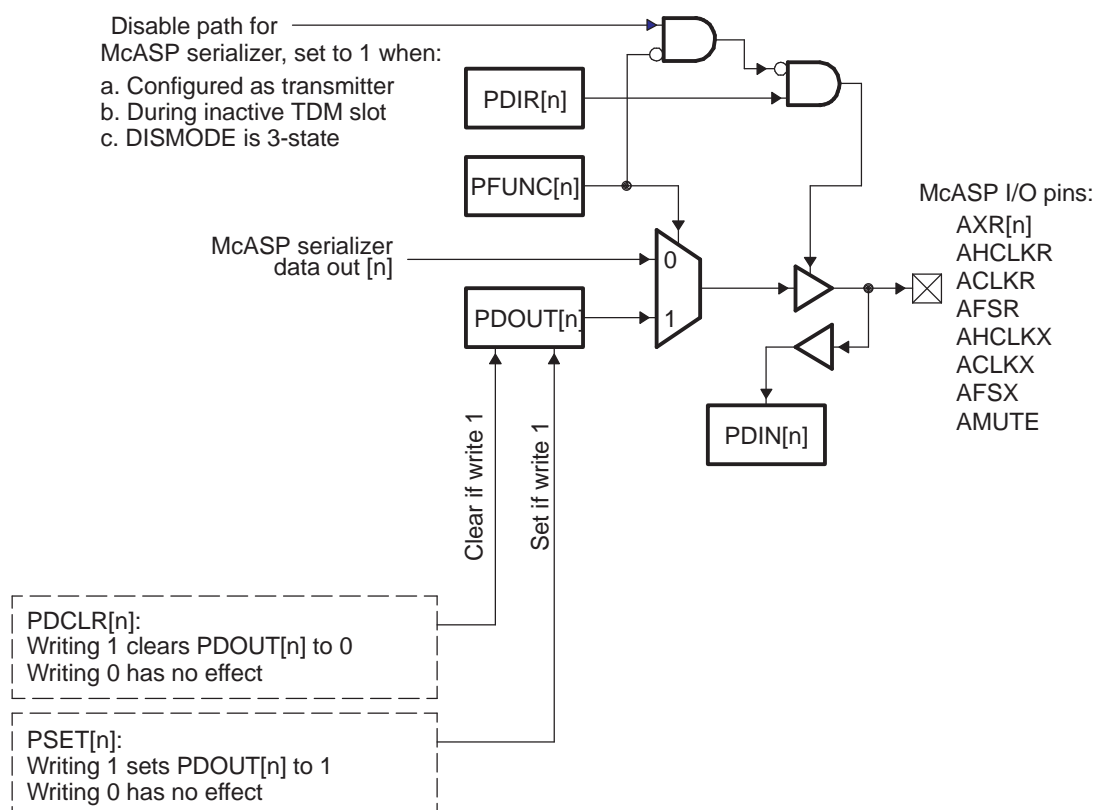 Disable path for
McASP serializer, set to 1 when:
a. Configured as transmitter
b. During inactive TDM slot
c. DISMODE is 3-state
PDIR[n]
PFUNC[n]
McASP serializer
data out [n]
0
PDOUT[n]
1
McASP I/O pins:
AXR[n]
AHCLKR
ACLKR
AFSR
AHCLKX
ACLKX
AFSX
AMUTE
PDIN[n]
Clear if write 1
Set if write 1
PDCLR[n]:
Writing 1 clears PDOUT[n] to 0
Writing 0 has no effect
PSET[n]:
Writing 1 sets PDOUT[n] to 1
Writing 0 has no effect